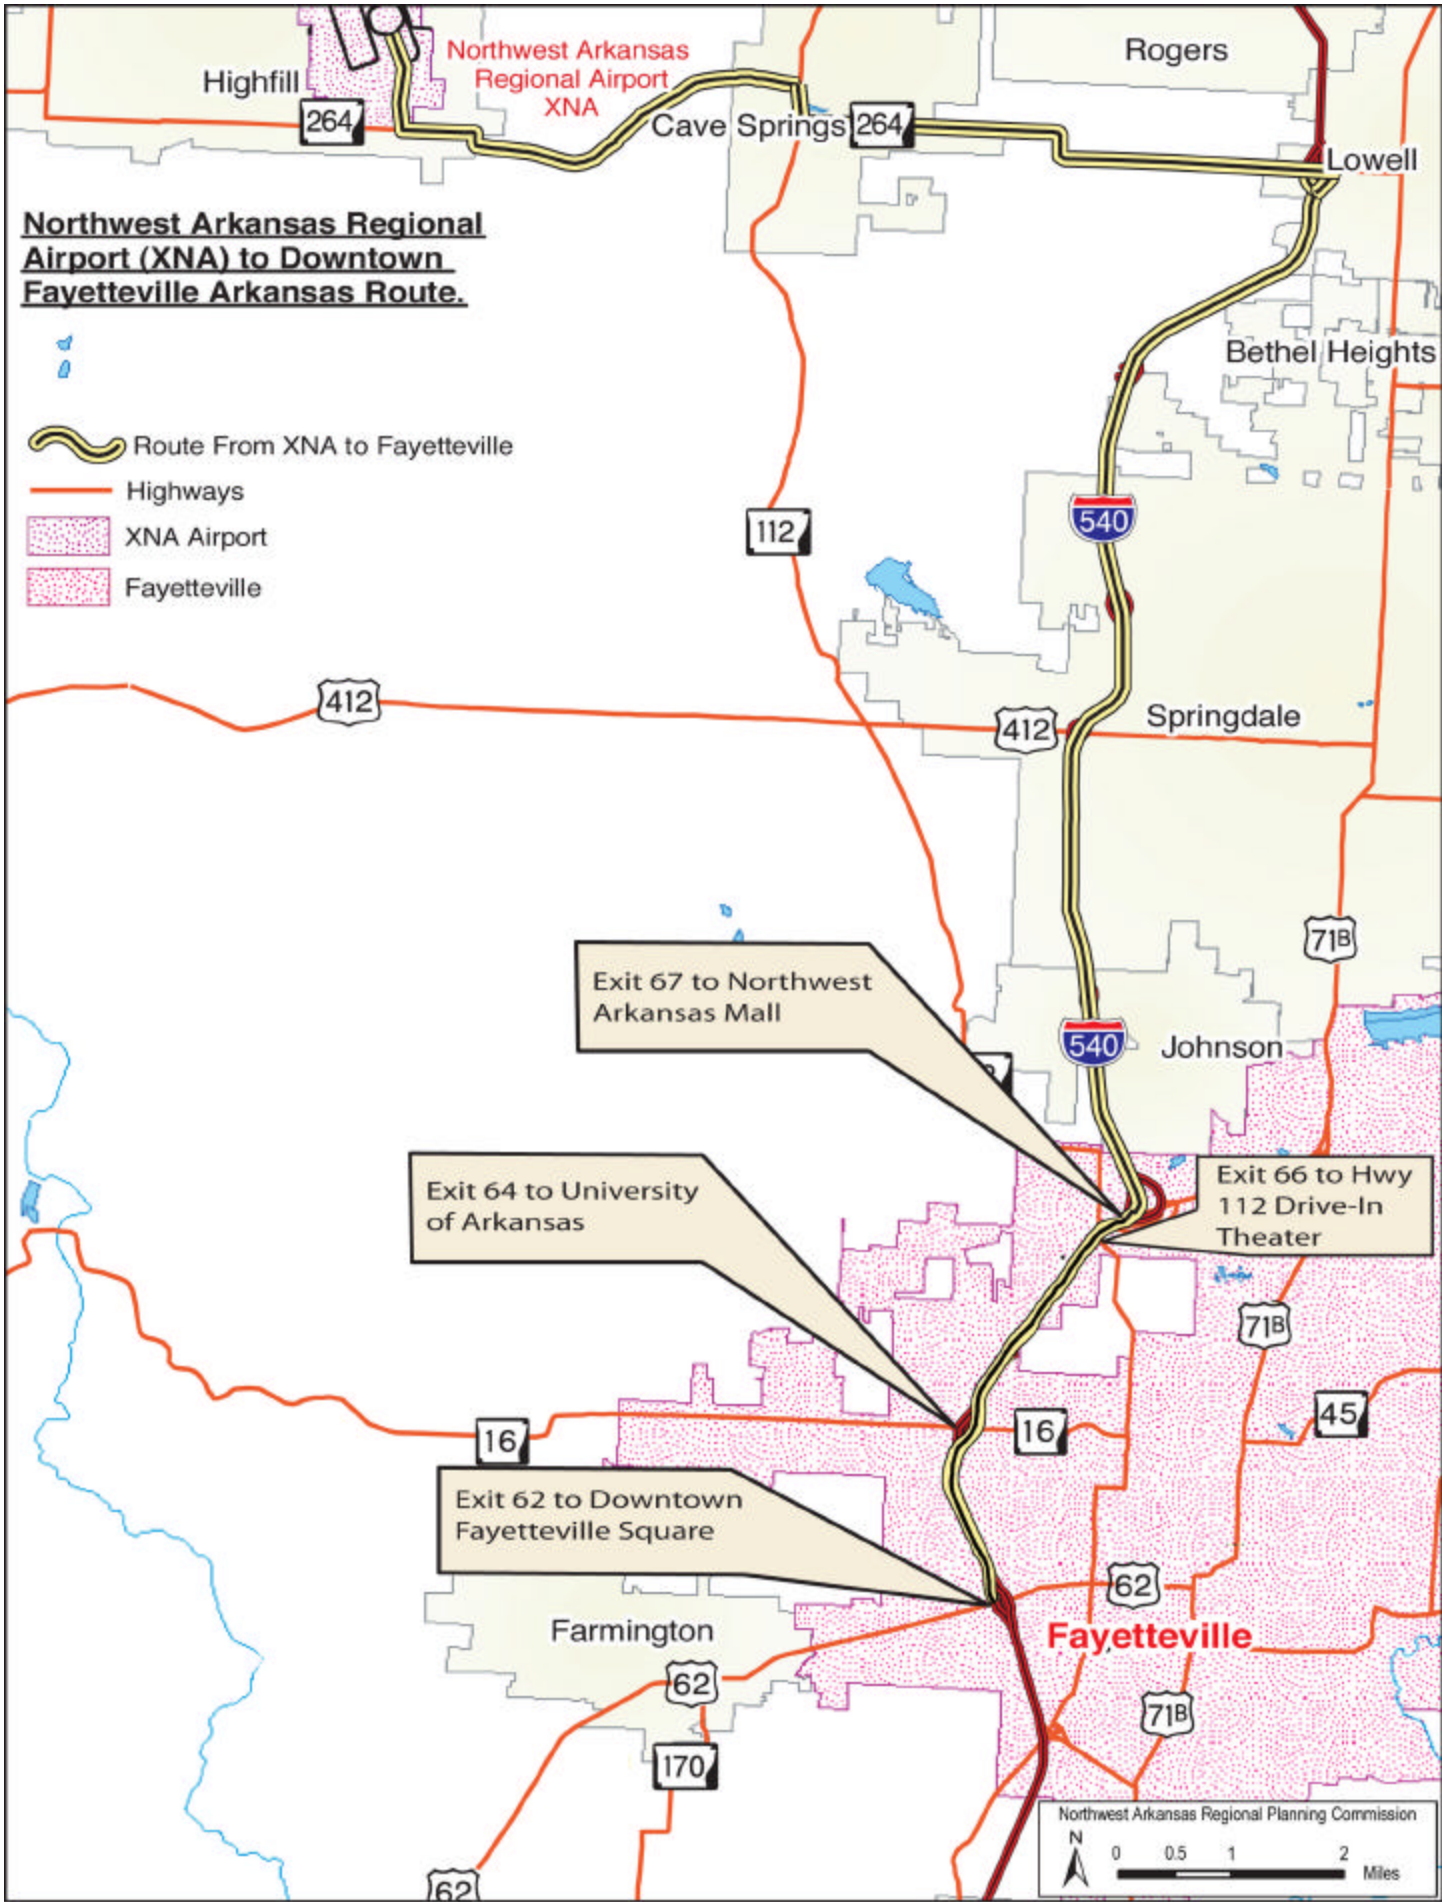 Rogers
Northwest Arkansas
Regional Airport
XNA
Highfill
264
Cave Springs
264
Lowell
Northwest Arkansas Regional
Airport (XNA) to Downtown
Fayetteville Arkansas Route.
Bethel Heights
Route From XNA to Fayetteville
Highways
XNA Airport
Fayetteville
540
112
412
412
Springdale
71B
Exit 67 to Northwest
Arkansas Mall
540
Johnson
Exit 66 to Hwy
112 Drive-In
Theater
Exit 64 to University
of Arkansas
71B
45
16
16
Exit 62 to Downtown
Fayetteville Square
62
Farmington
Fayetteville
62
71B
170
Northwest Arkansas Regional Planning Commission
N
0 0.5 1 2
Miles
62